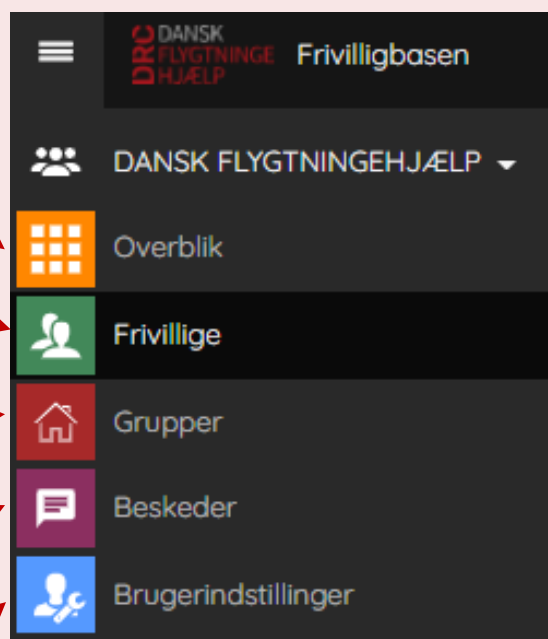 DRC DANSK
FLYGTNINGE
HJÆLP
Frivilligbasen
DANSK FLYGTNINGEHJÆLP
Overblik
Frivillige
Grupper
Beskeder
Brugerindstillinger